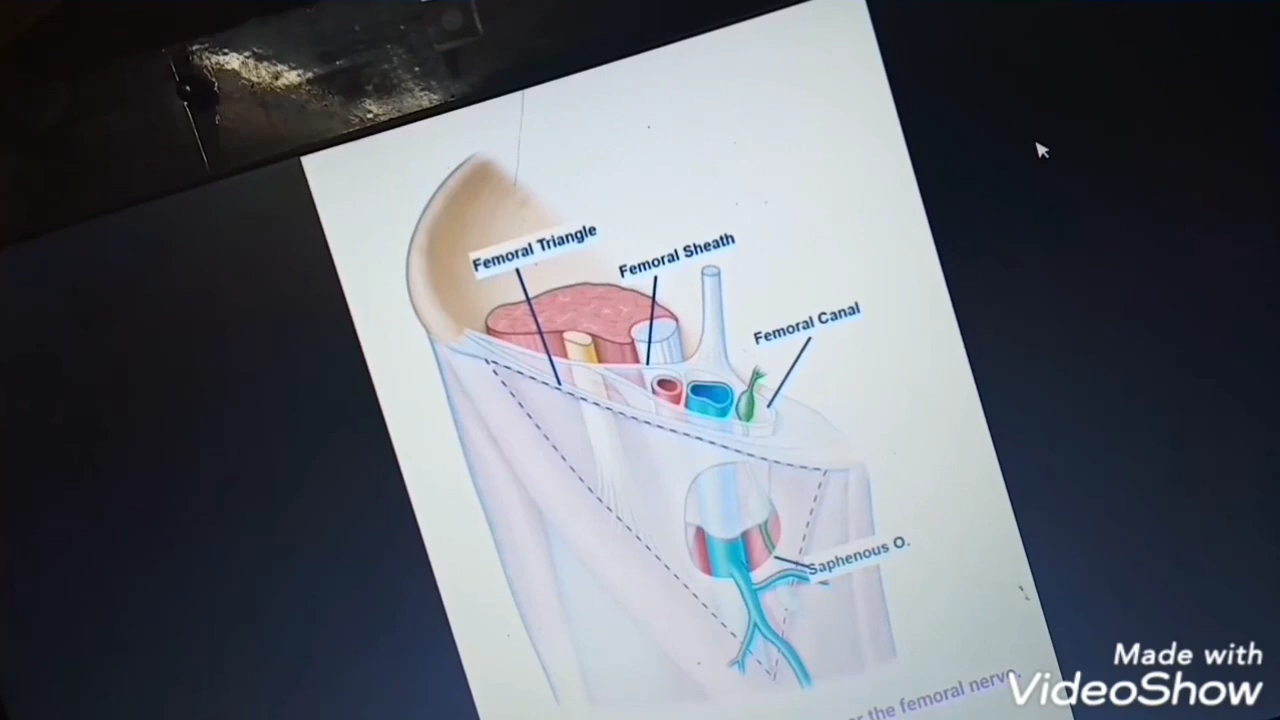 Femoral Triangle
Femoral Sheath
Femoral Canal
Saphenous O.
the femoral nerve.
Made with
VideoShow